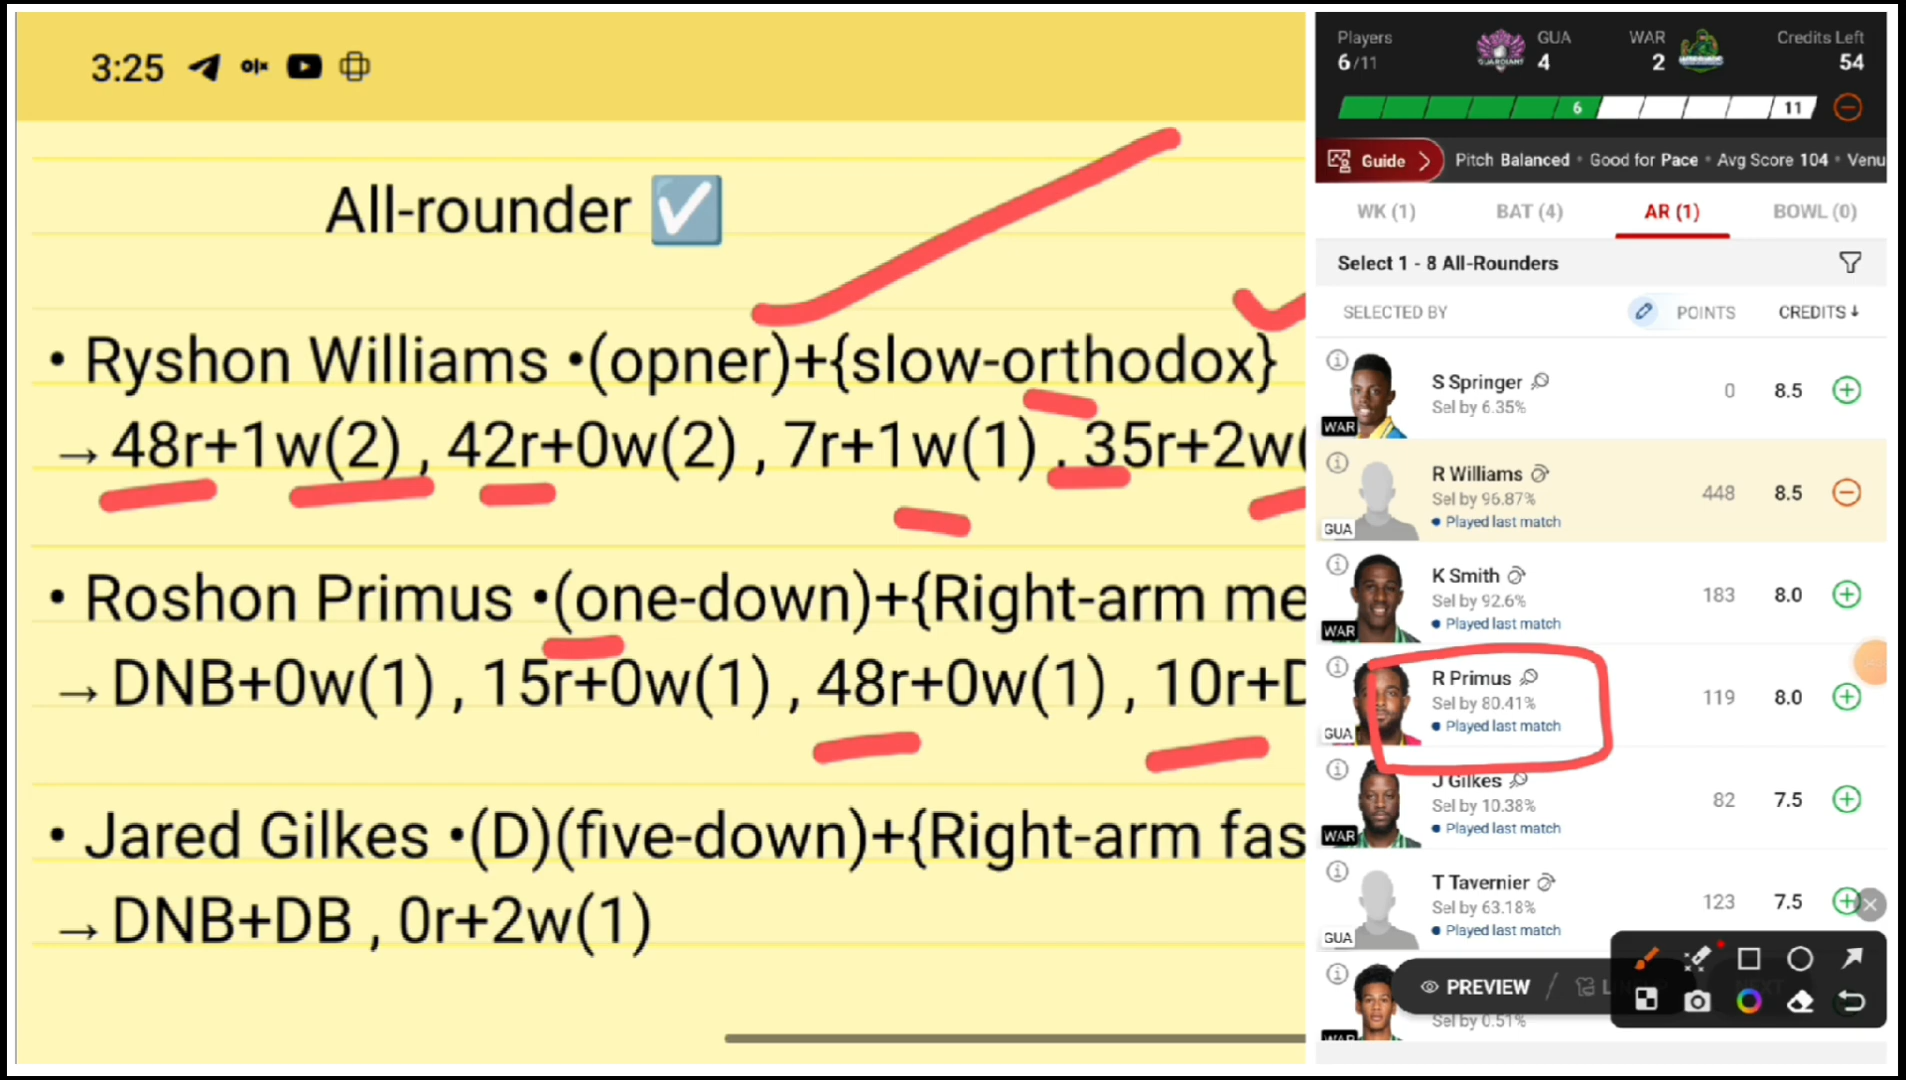 3:25
All-rounder
• Ryshon Williams •(opner)+{slow-orthodox}
→48r+1w(2) , 42r+0w(2) , 7r+1w(1) , 35r+2w(
• Roshon Primus •(one-down)+{Right-arm me
→DNB+0w(1) , 15r+0w(1) , 48r+0w(1) , 10r+D
• Jared Gilkes •(D)(five-down)+{Right-arm fas
→DNB+DB , 0r+2w(1)
Players GUA WAR Credits Left
6/11 4 2 54
6 11
Guide Pitch Balanced • Good for Pace • Avg Score 104 • Venu
WK (1) BAT (4) AR (1) BOWL (0)
Select 1 - 8 All-Rounders
SELECTED BY POINTS CREDITS↓
S Springer
Sel by 6.35% 0 8.5
WAR
R Williams
Sel by 96.87% 448 8.5
Played last match
GUA
K Smith
Sel by 92.6% 183 8.0
Played last match
WAR
R Primus
Sel by 80.41% 119 8.0
Played last match
GUA
J Gilkes
Sel by 10.38% 82 7.5
Played last match
WAR
T Tavernier
Sel by 63.18% 123 7.5
Played last match
GUA
PREVIEW /
Sel by 0.51%
WAR